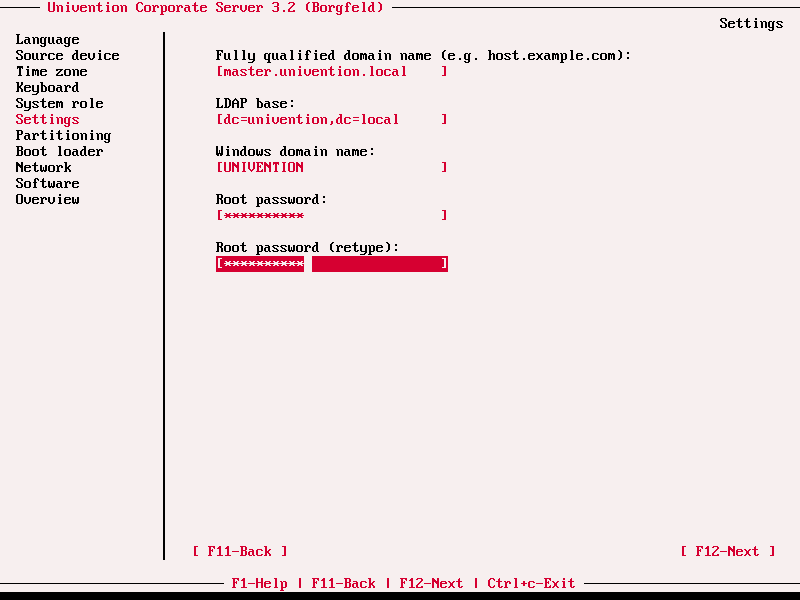 Univention Corporate Server 3.2 (Borgfeld)
Settings
Language
Source device
Time zone
Keyboard
System role
Settings
Partitioning
Boot loader
Network
Software
Overview
Fully qualified domain name (e.g. host.example.com):
[master.univention.local ]
LDAP base:
[dc=univention,dc=local ]
Windows domain name:
[UNIVENTION ]
Root password:
[********** ]
Root password (retype):
[********** ]
[ F11-Back ] [ F12-Next ]
F1-Help | F11-Back | F12-Next | Ctrl+c-Exit